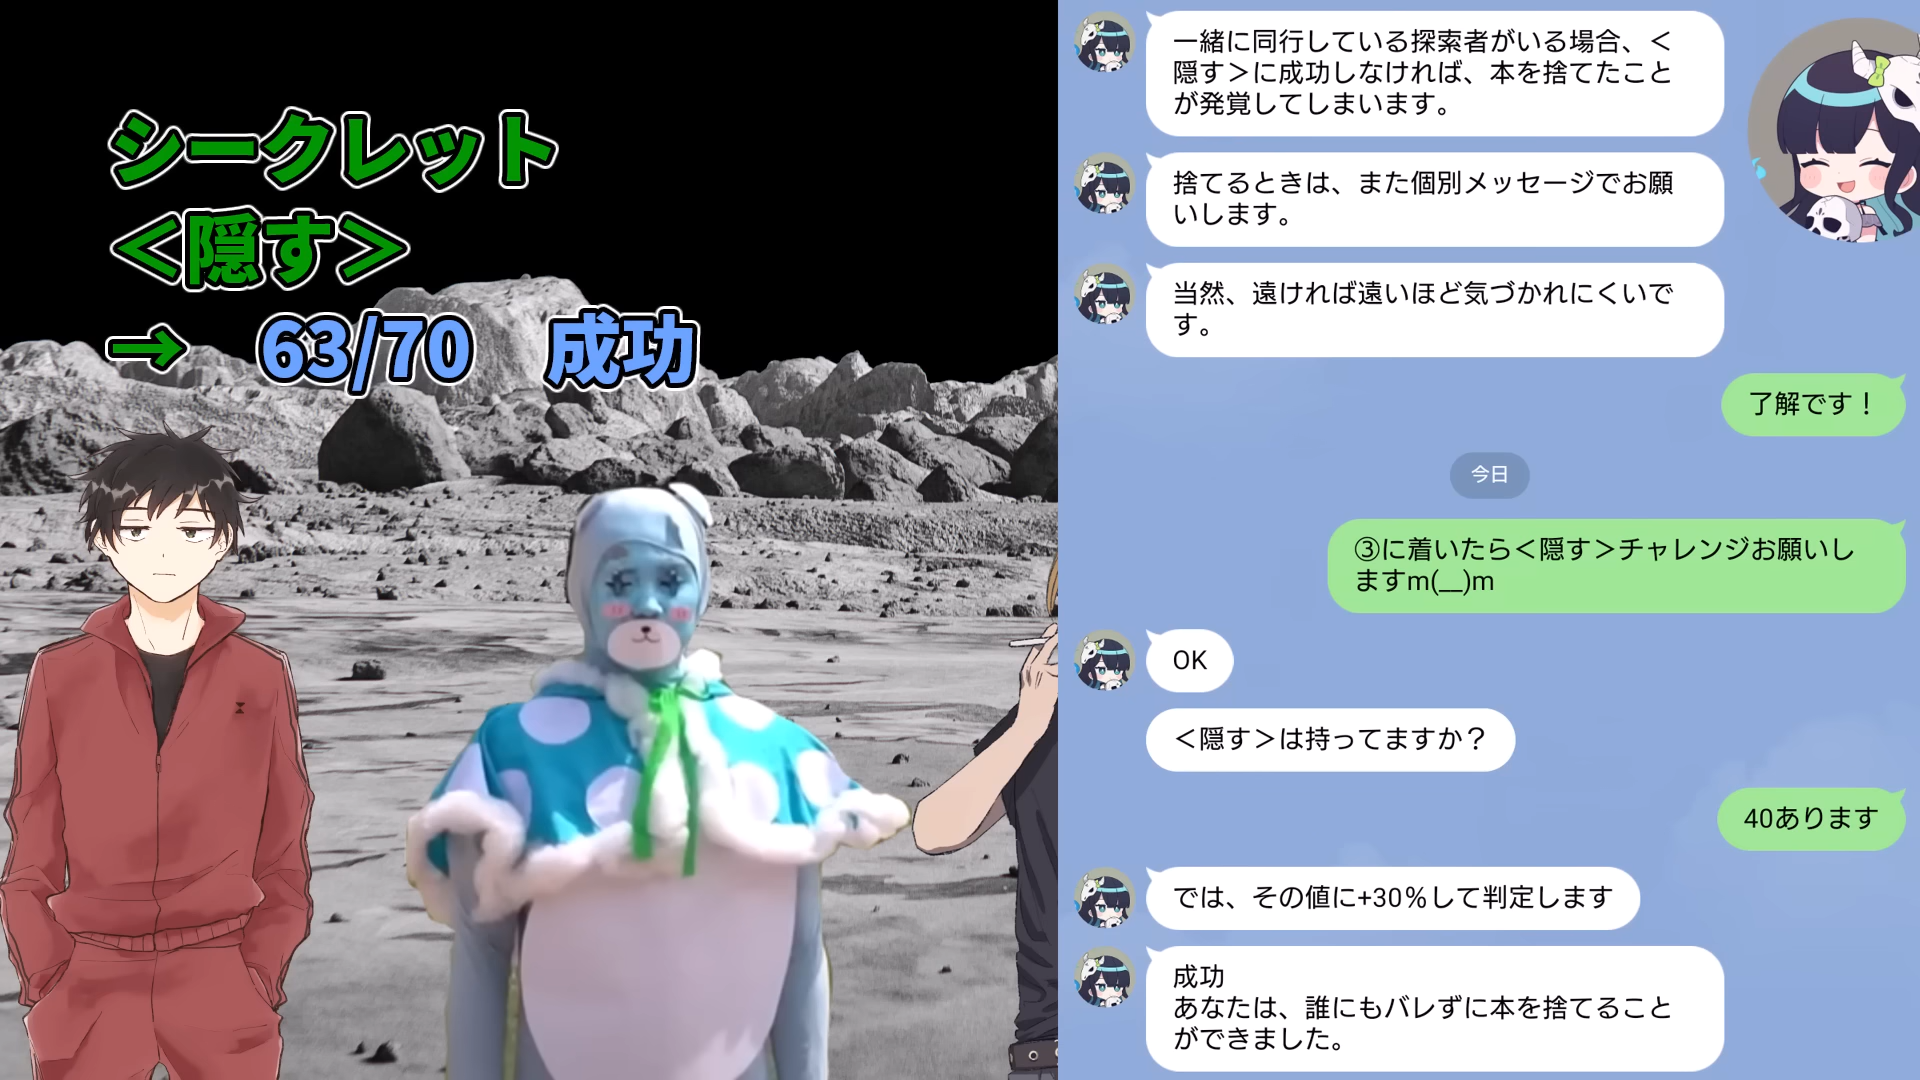 シークレット
＜隠す＞
→　63/70　成功
一緒に同行している探索者がいる場合、＜
隠す＞に成功しなければ、本を捨てたこと
が発覚してしまいます。
捨てるときは、また個別メッセージでお願
いします。
当然、遠ければ遠いほど気づかれにくいで
す。
了解です！
今日
③に着いたら＜隠す＞チャレンジお願いし
ますm(__)m
OK
＜隠す＞は持ってますか？
40あります
では、その値に+30％して判定します
成功
あなたは、誰にもバレずに本を捨てること
ができました。